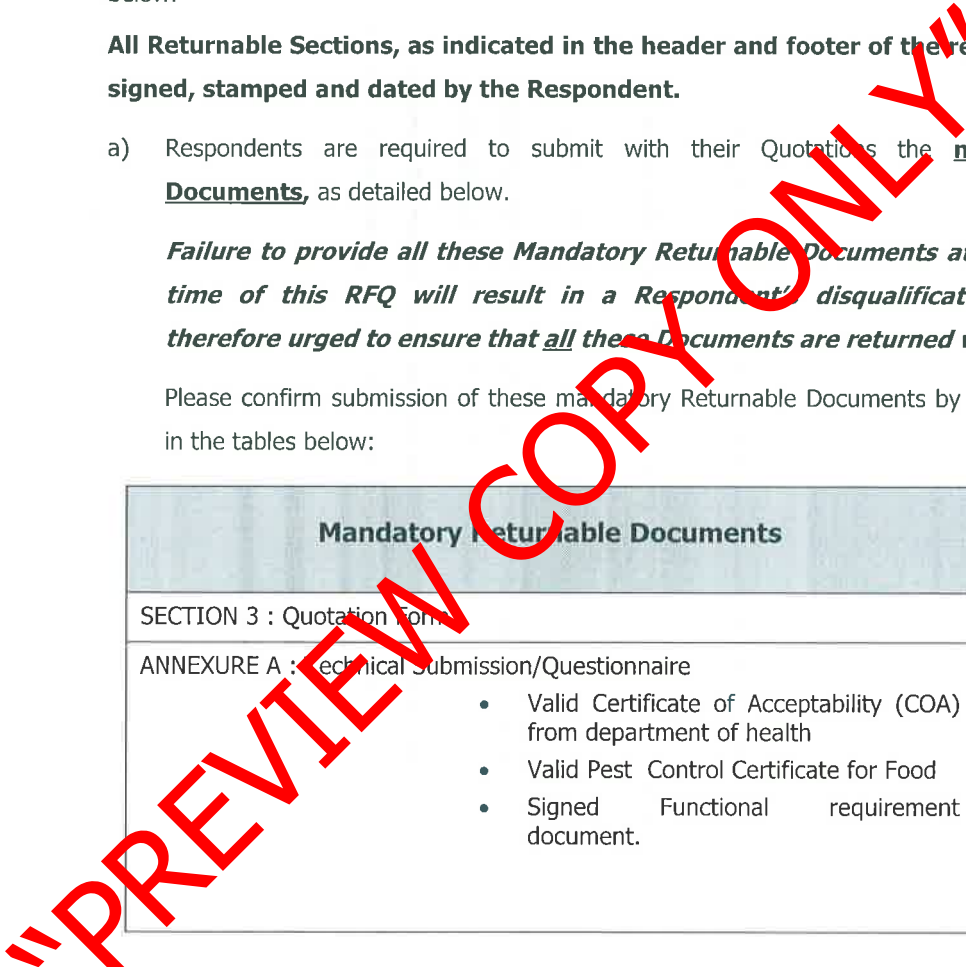 All Returnable Sections, as indicated in the header and footer of the
signed, stamped and dated by the Respondent.
a) Respondents are required to submit with their Quotations the
Documents, as detailed below.
Failure to provide all these Mandatory Returnable Documents at
time of this RFQ will result in a Respondent's disqualificat
therefore urged to ensure that all these Documents are returned
Please confirm submission of these mandatory Returnable Documents by
in the tables below:
Mandatory Returnable Documents
SECTION 3 : Quotation Form
ANNEXURE A : Technical Submission/Questionnaire
• Valid Certificate of Acceptability (COA)
from department of health
• Valid Pest Control Certificate for Food
• Signed Functional requirement
document.
"PREVIEW COPY ONLY"